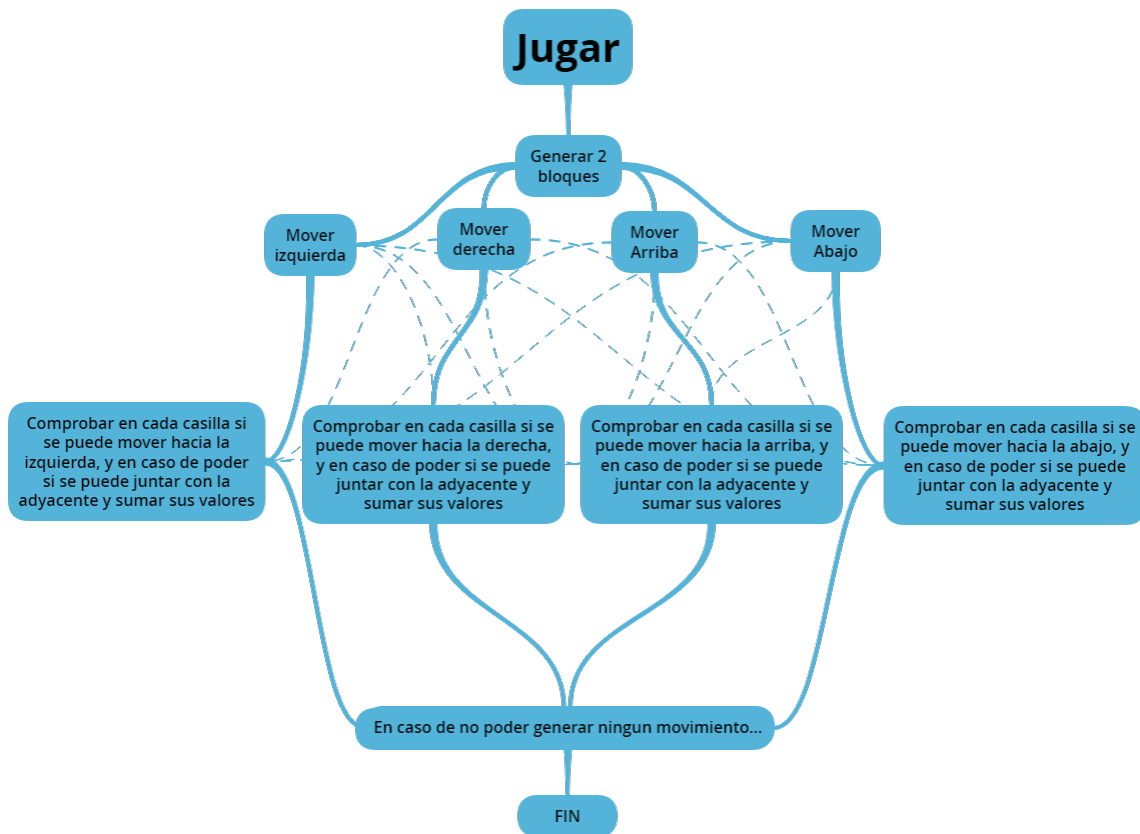 Jugar
Generar 2
bloques
Mover
izquierda
Mover
derecha
Mover
Arriba
Mover
Abajo
Comprobar en cada casilla si
se puede mover hacia la
izquierda, y en caso de poder
si se puede juntar con la
adyacente y sumar sus valores
Comprobar en cada casilla si se
puede mover hacia la derecha,
y en caso de poder si se puede
juntar con la adyacente y
sumar sus valores
Comprobar en cada casilla si se
puede mover hacia la arriba, y
en caso de poder si se puede
juntar con la adyacente y
sumar sus valores
Comprobar en cada casilla si se
puede mover hacia la abajo, y
en caso de poder si se puede
juntar con la adyacente y
sumar sus valores
En caso de no poder generar ningun movimiento...
FIN